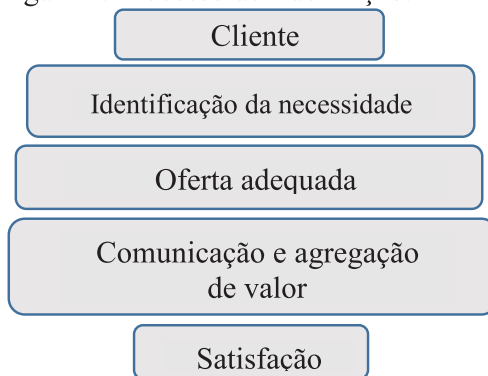 Cliente
Identificação da necessidade
Oferta adequada
Comunicação e agregação
de valor
Satisfação